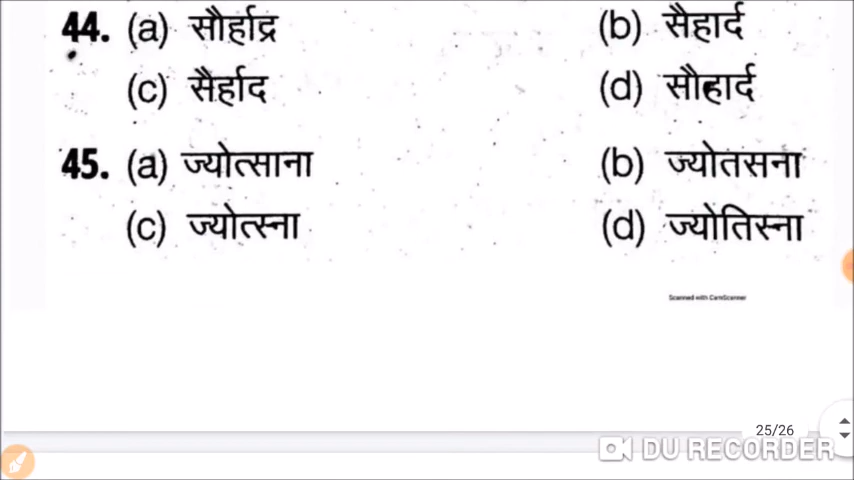 44. (a) सौर्हाद्र (b) सैहार्द
(c) सैर्हाद (d) सौहार्द
45. (a) ज्योत्साना (b) ज्योतसना
(c) ज्योत्स्ना (d) ज्योतिस्ना
Scanned with CamScanner
25/26
DU RECORDER